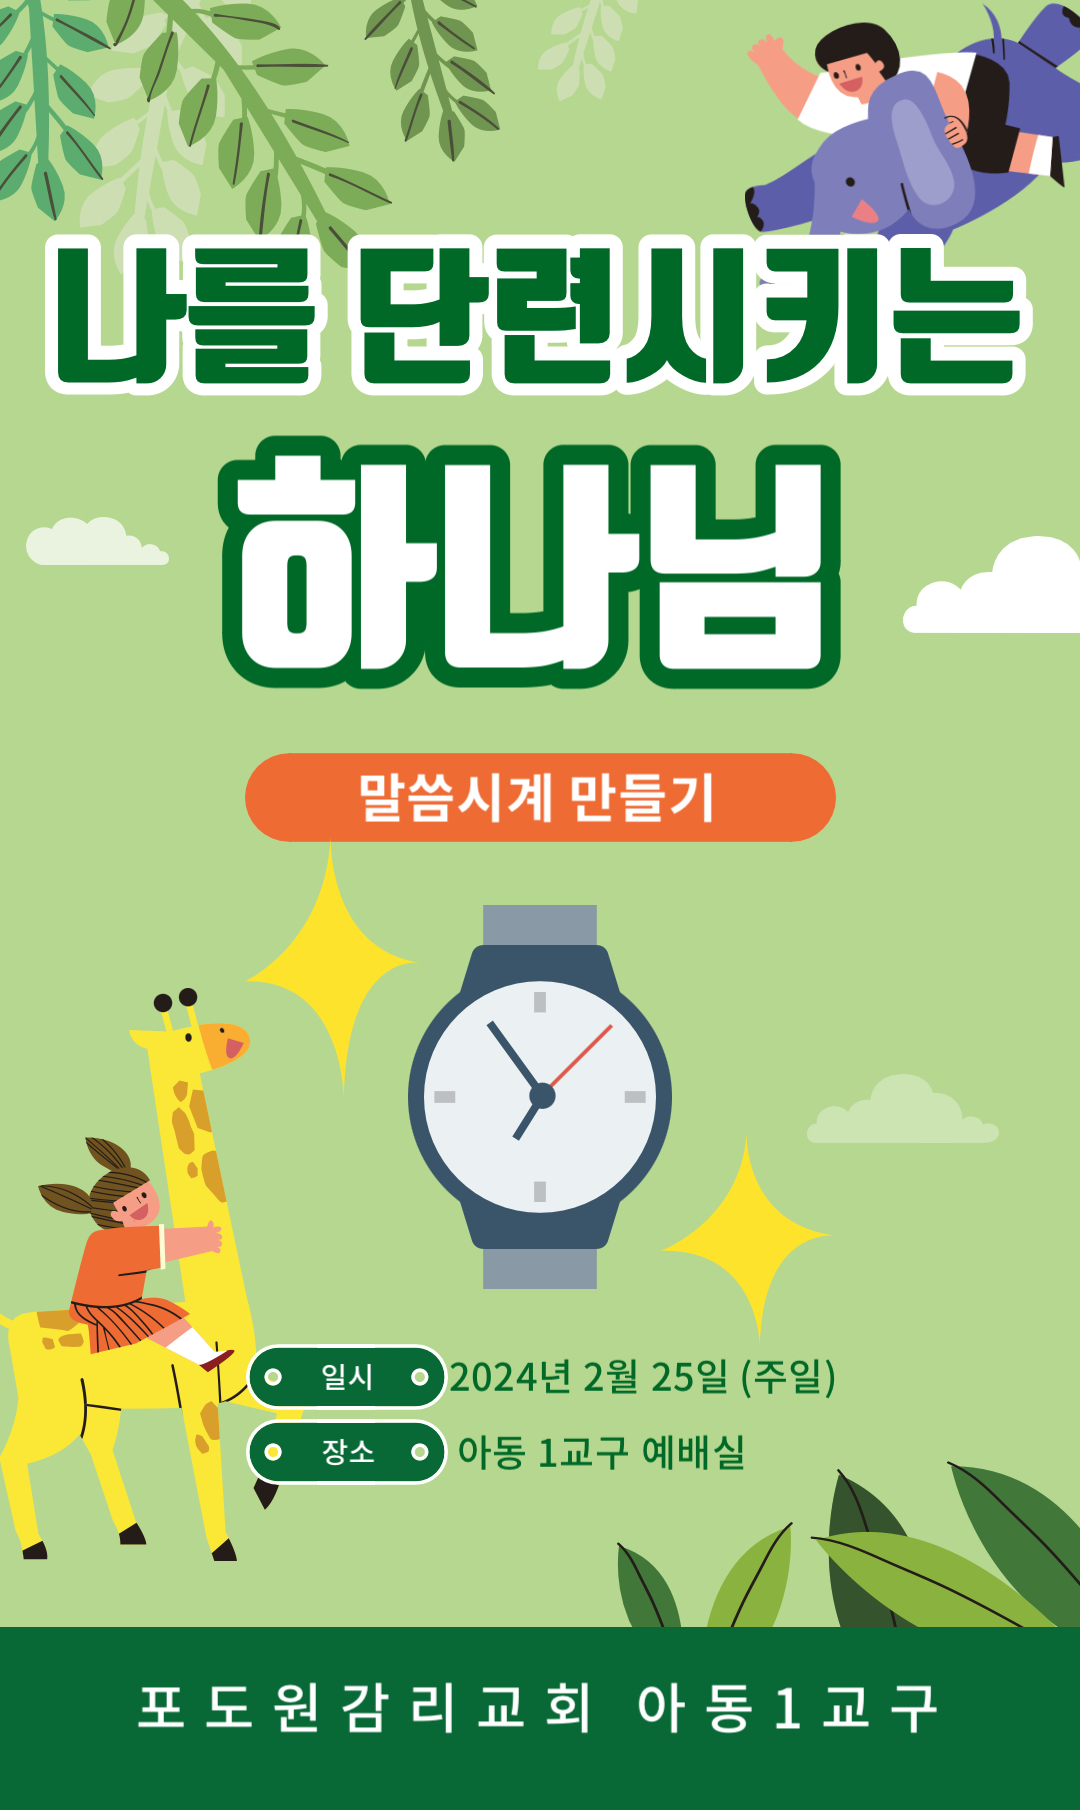 나를 단련시키는
하나님
말씀시계 만들기
일시 2024년 2월 25일 (주일)
장소 아동 1교구 예배실
포도원감리교회 아동1교구